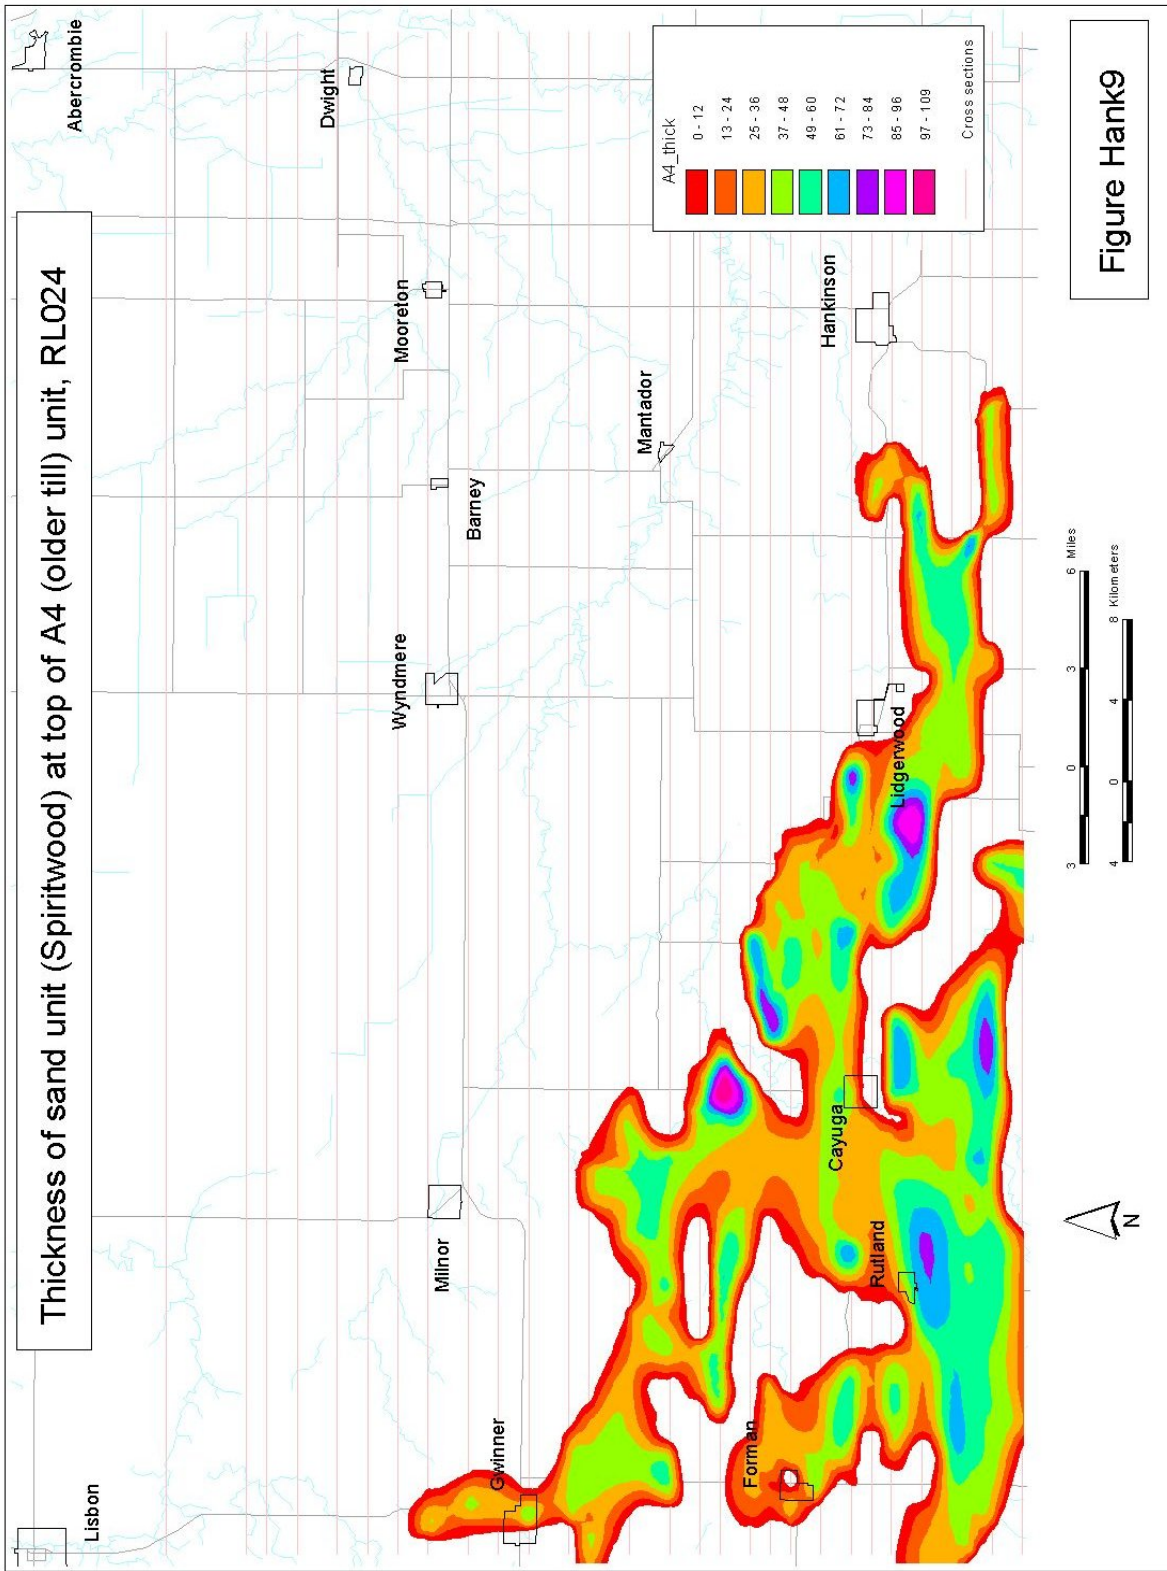 Thickness of sand unit (Spiritwood) at top of A4 (older till) unit, RL024
Lisbon
Abercrombie
Dwight
Mooreton
Barney
Wyndmere
Milnor
Gwinner
Mantador
Hankinson
Lidgerwood
Cayuga
Rutland
Forman
A4_thick
0 - 12
13 - 24
25 - 36
37 - 48
49 - 60
61 - 72
73 - 84
85 - 96
97 - 109
Cross sections
N
3 0 3 6 Miles
4 0 4 8 Kilometers
Figure Hank9